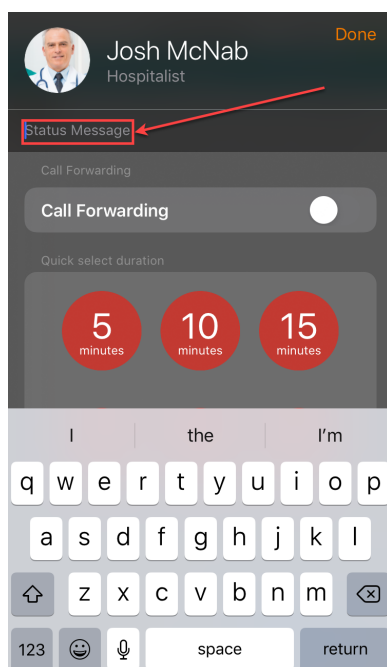 Done
Josh McNab
Hospitalist
Status Message
Call Forwarding
Call Forwarding
Quick select duration
5 10 15
minutes minutes minutes
I the I'm
q w e r t y u i o p
a s d f g h j k l
z x c v b n m
123 space return